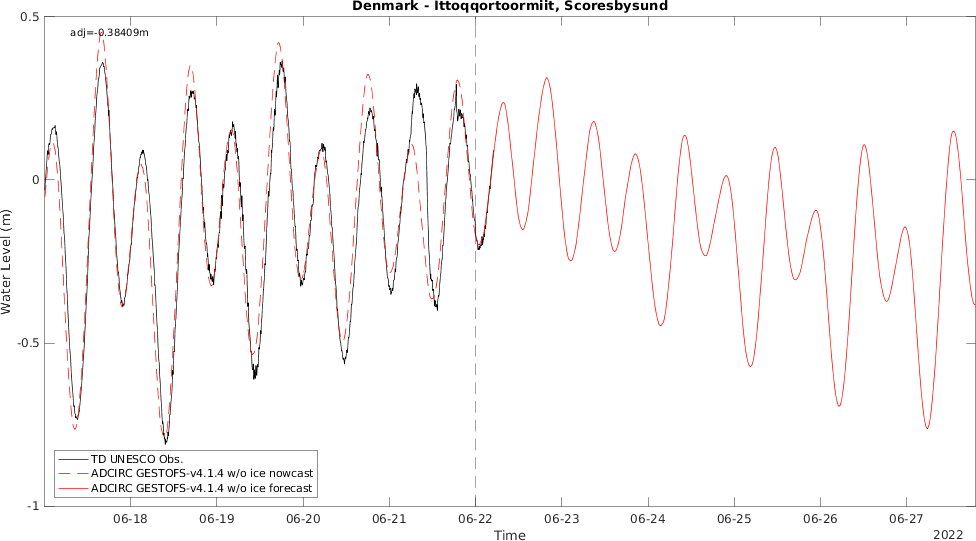 Denmark - Ittoqqortoormiit, Scoresbysund
adj=-0.38409m
0.5
0
-0.5
-1
Water Level (m)
TD UNESCO Obs.
ADCIRC GESTOFS-v4.1.4 w/o ice nowcast
ADCIRC GESTOFS-v4.1.4 w/o ice forecast
06-18 06-19 06-20 06-21 06-22 06-23 06-24 06-25 06-26 06-27
Time
2022